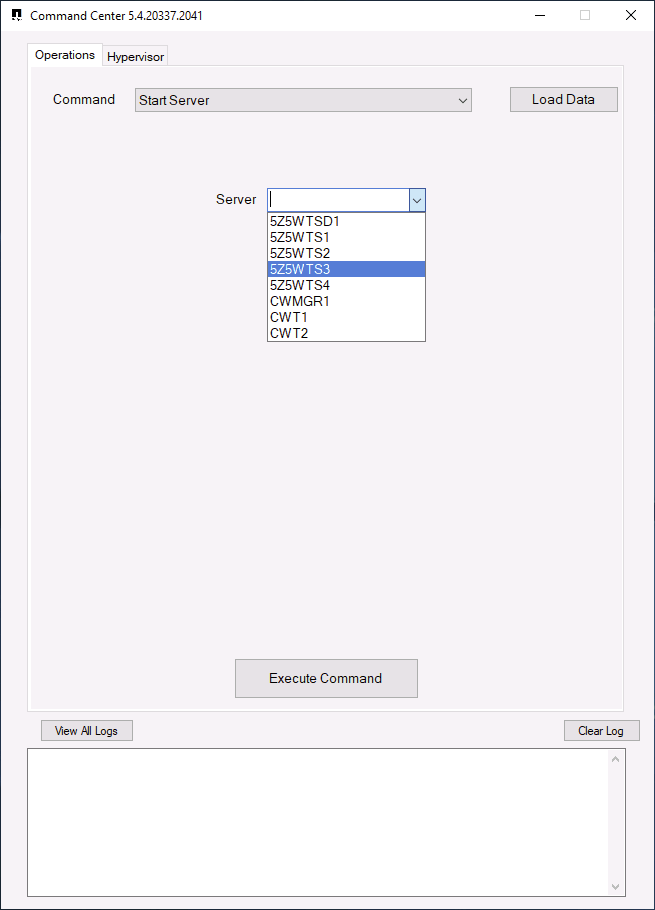 Command Center 5.4.20337.2041
Operations Hypervisor
Command Start Server Load Data
Server
5Z5WTSD1
5Z5WTS1
5Z5WTS2
5Z5WTS3
5Z5WTS4
CWMGR1
CWT1
CWT2
Execute Command
View All Logs Clear Log